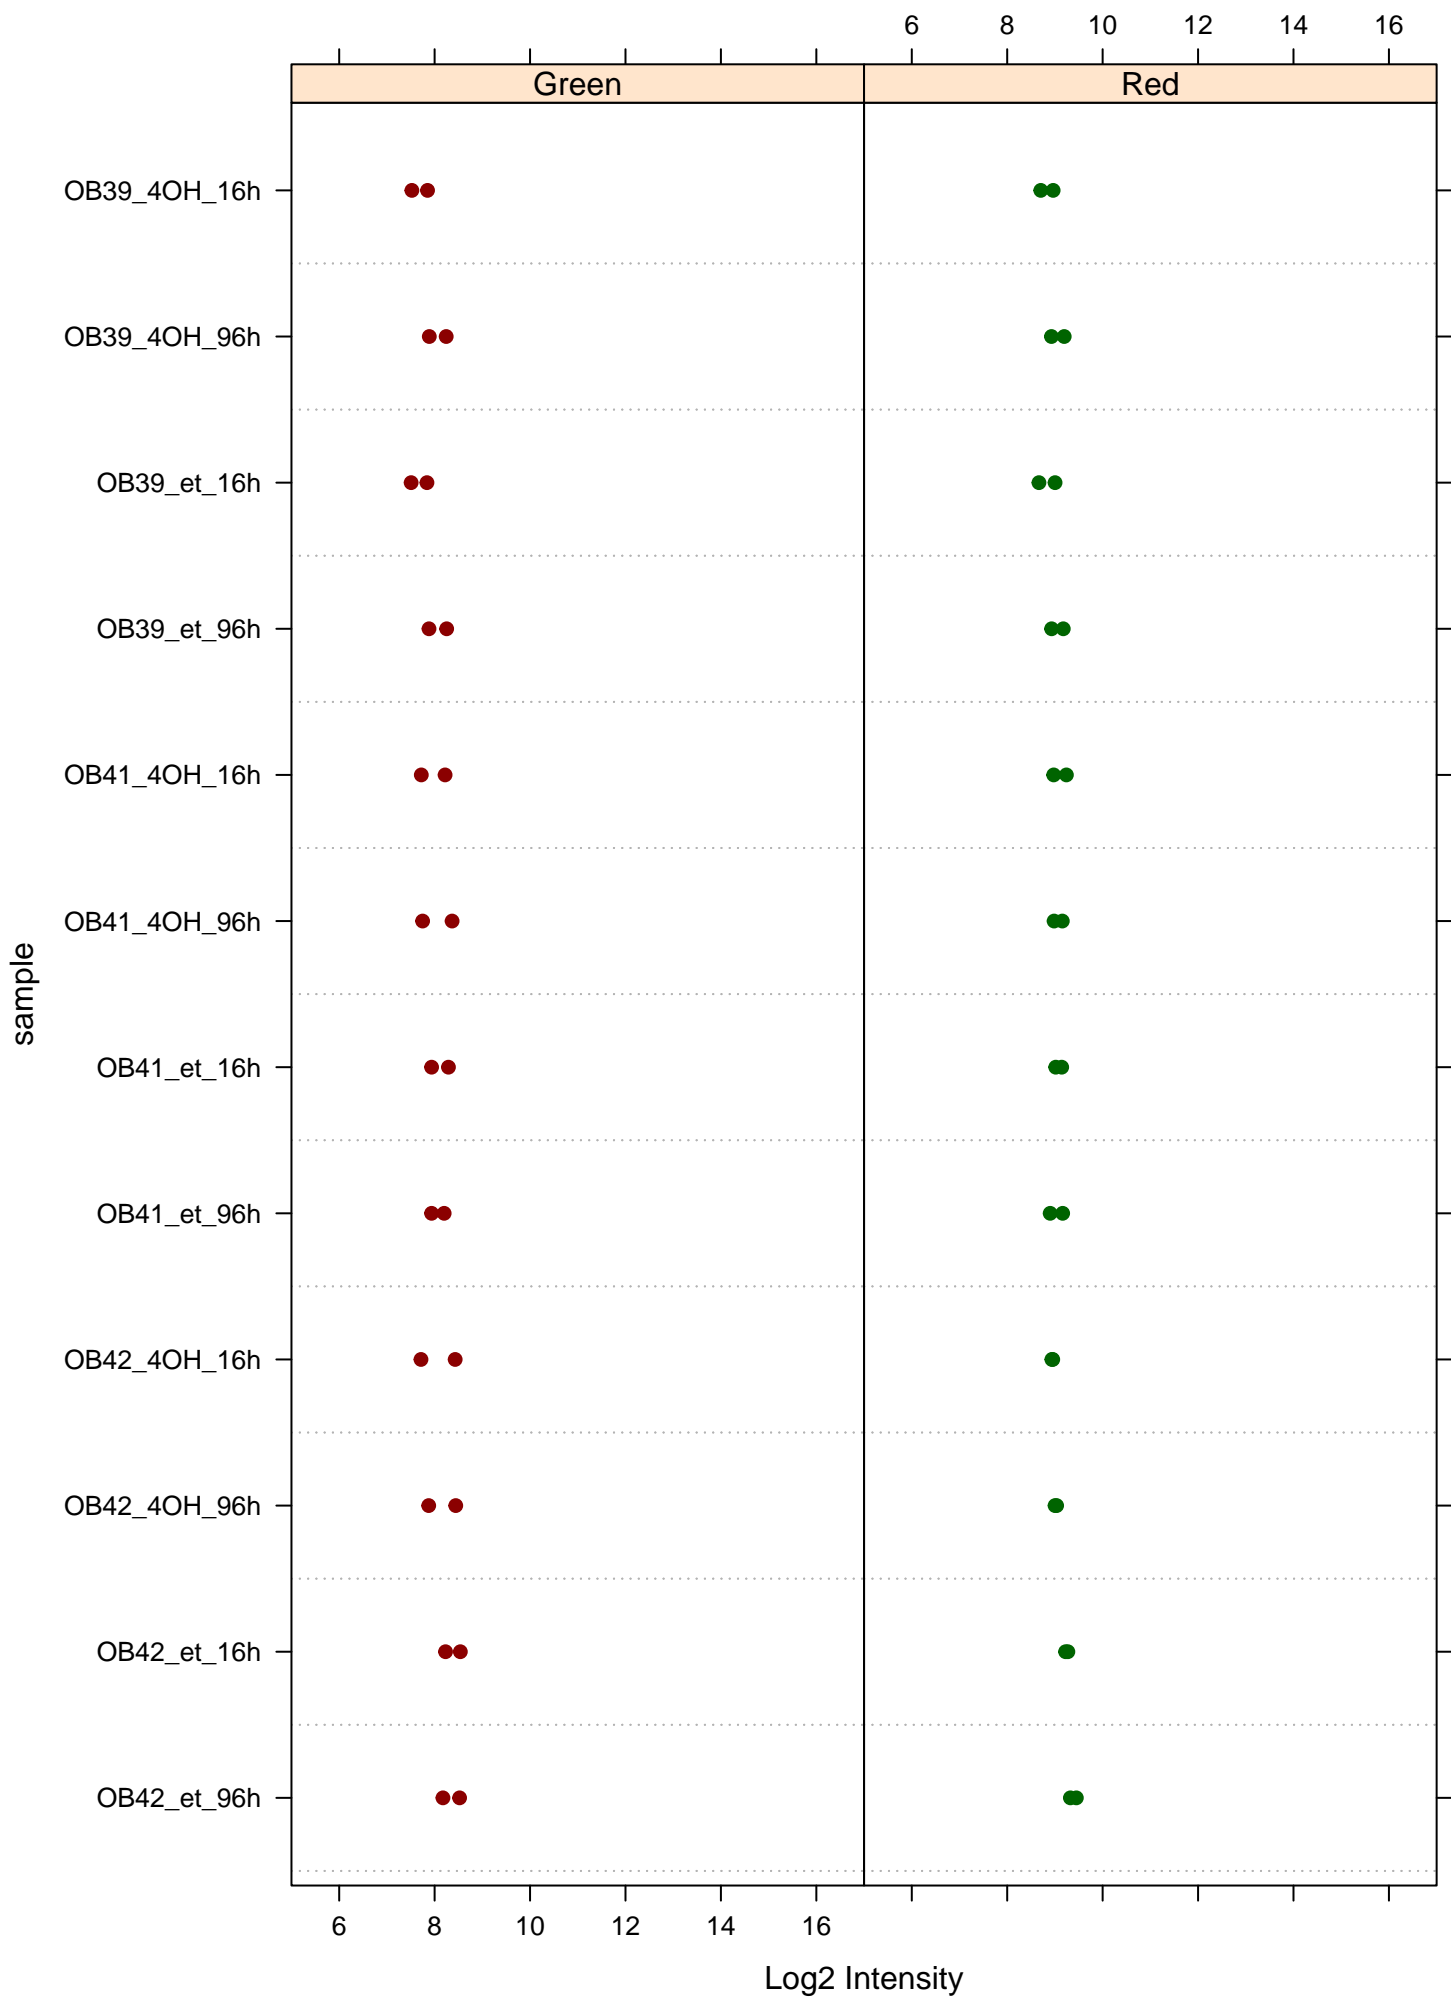 6 8 10 12 14 16
Green Red
OB39_4OH_16h
OB39_4OH_96h
OB39_et_16h
OB39_et_96h
OB41_4OH_16h
OB41_4OH_96h
OB41_et_16h
OB41_et_96h
OB42_4OH_16h
OB42_4OH_96h
OB42_et_16h
OB42_et_96h
sample
6 8 10 12 14 16
Log2 Intensity